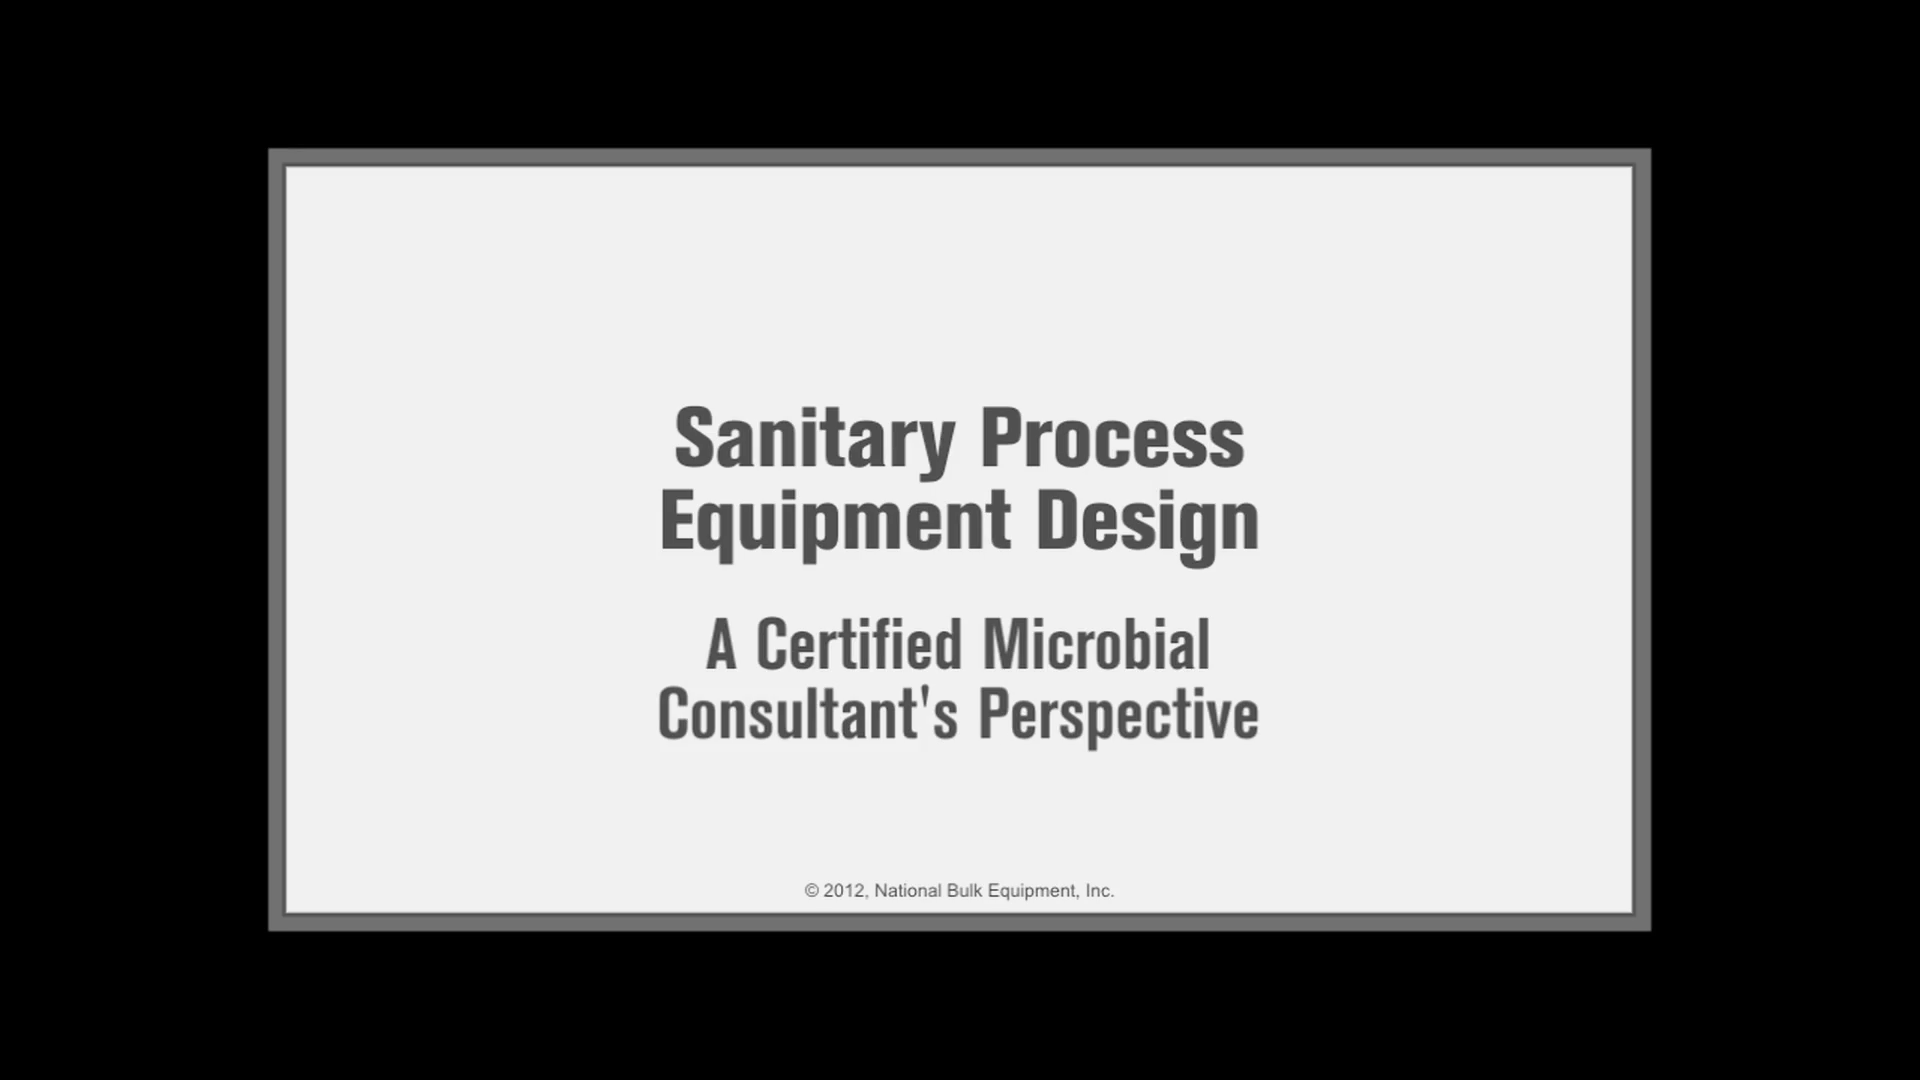 Sanitary Process
Equipment Design
A Certified Microbial
Consultant's Perspective
© 2012, National Bulk Equipment, Inc.